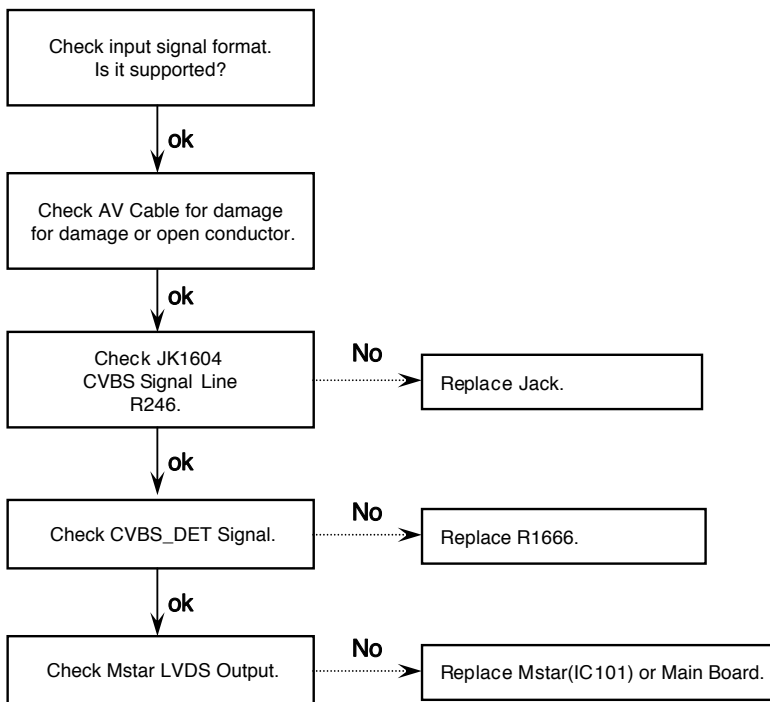 Check input signal format.
Is it supported?
ok
Check AV Cable for damage
for damage or open conductor.
ok
Check JK1604
CVBS Signal Line
R246.
No
Replace Jack.
ok
Check CVBS_DET Signal.
No
Replace R1666.
ok
Check Mstar LVDS Output.
No
Replace Mstar(IC101) or Main Board.